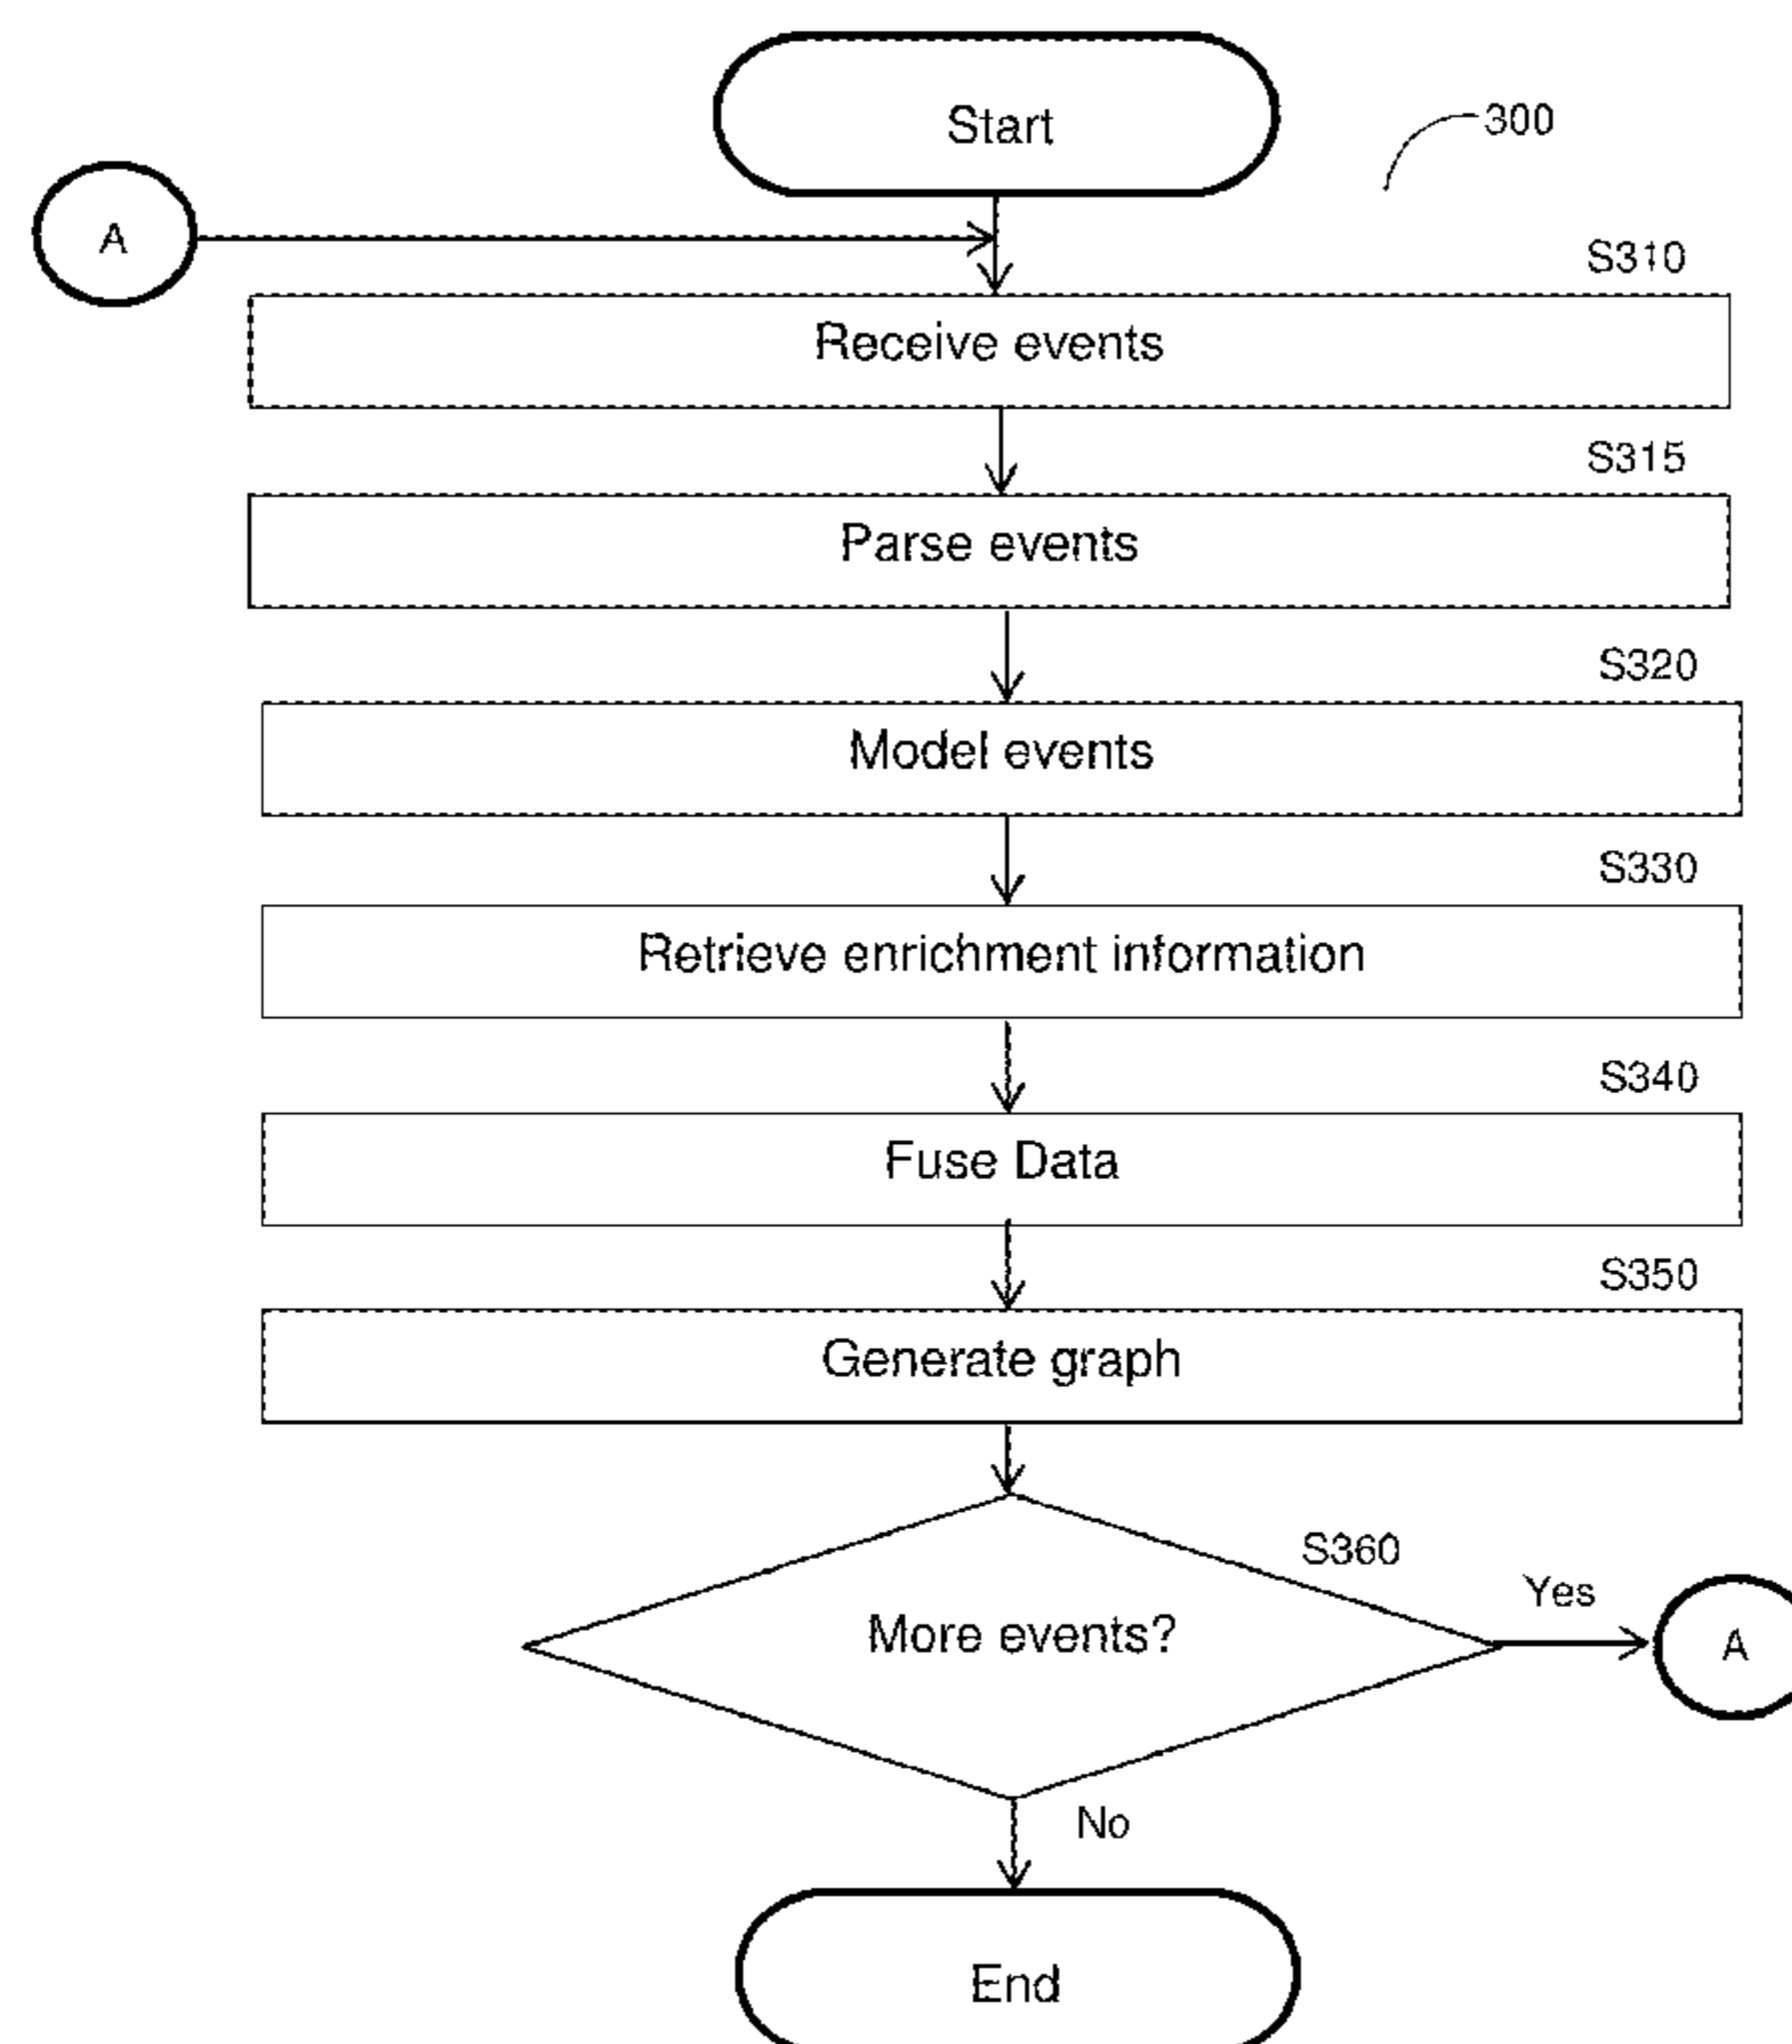 Start
300
A
S310
Receive events
S315
Parse events
S320
Model events
S330
Retrieve enrichment information
S340
Fuse Data
S350
Generate graph
S360
Yes
More events?
A
No
End